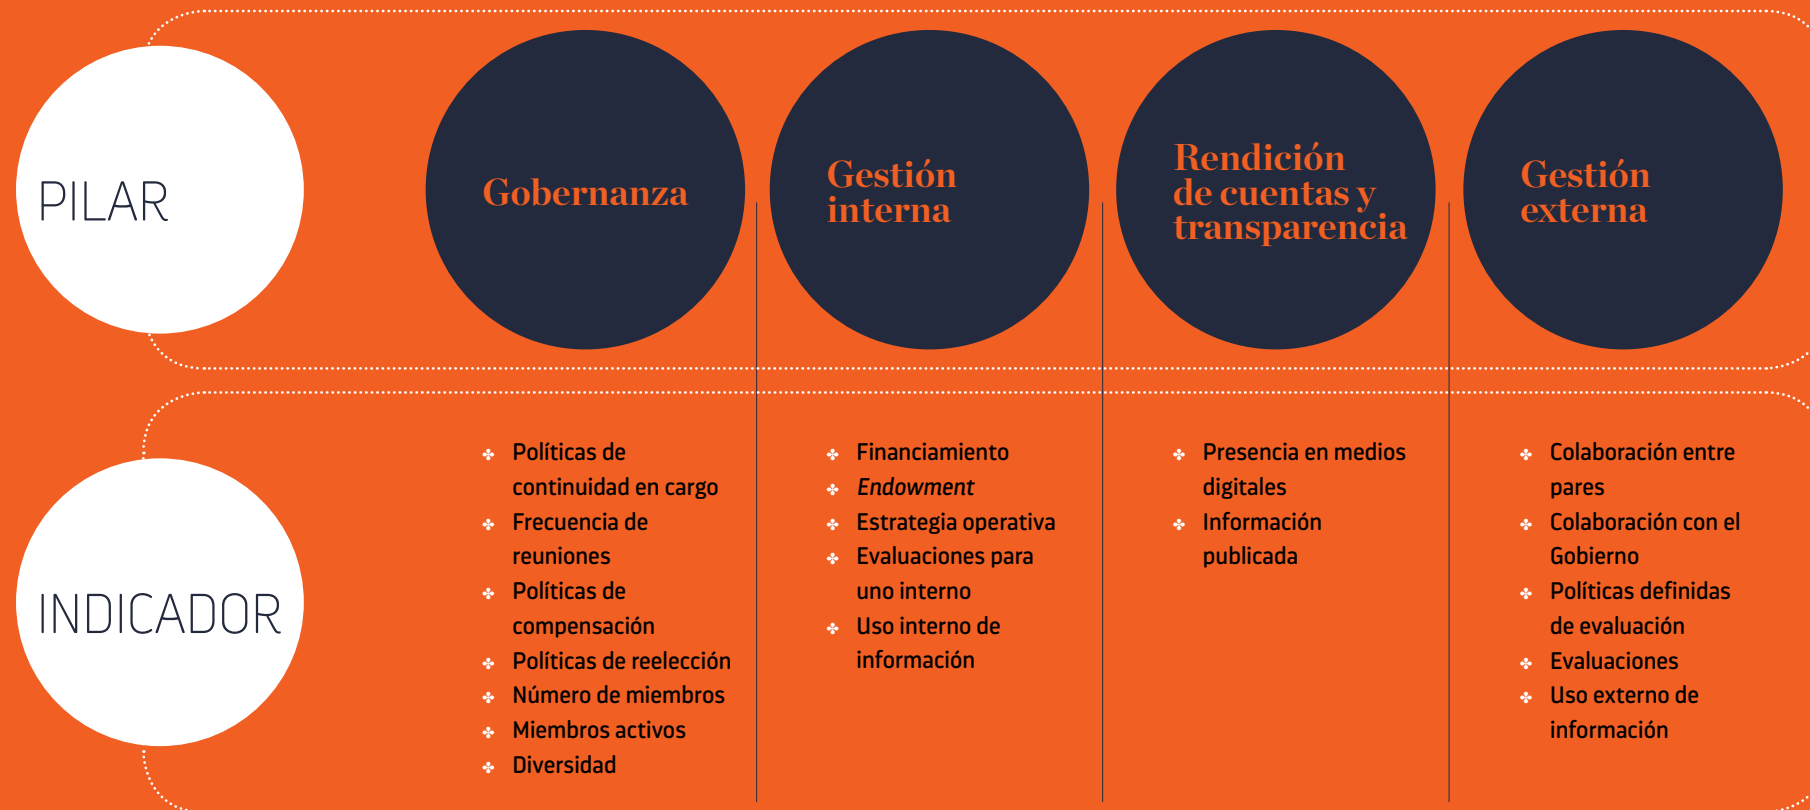 PILAR
Gobernanza
Gestión
interna
Rendición
de cuentas y
transparencia
Gestión
externa
INDICADOR
Políticas de
continuidad en cargo
Frecuencia de
reuniones
Políticas de
compensación
Políticas de reelección
Número de miembros
Miembros activos
Diversidad
Financiamiento
Endowment
Estrategia operativa
Evaluaciones para
uno interno
Uso interno de
información
Presencia en medios
digitales
Información
publicada
Colaboración entre
pares
Colaboración con el
Gobierno
Políticas definidas
de evaluación
Evaluaciones
Uso externo de
información